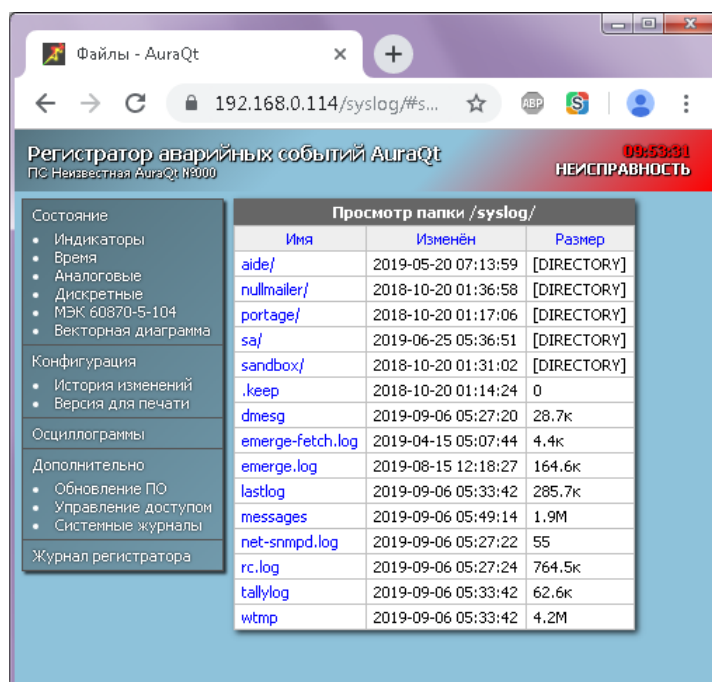 Файлы - AuraQt
192.168.0.114/syslog/#s...
ABP
S
Регистратор аварийных событий AuraQt
ПС Неизвестная AuraQt №000
09:53:31
НЕИСПРАВНОСТЬ
Состояние
Индикаторы
Время
Аналоговые
Дискретные
МЭК 60870-5-104
Векторная диаграмма
Конфигурация
История изменений
Версия для печати
Осциллограммы
Дополнительно
Обновление ПО
Управление доступом
Системные журналы
Журнал регистратора
Просмотр папки /syslog/
Имя Изменён Размер
aide/ 2019-05-20 07:13:59 [DIRECTORY]
nullmailer/ 2018-10-20 01:36:58 [DIRECTORY]
portage/ 2018-10-20 01:17:06 [DIRECTORY]
sa/ 2019-06-25 05:36:51 [DIRECTORY]
sandbox/ 2018-10-20 01:31:02 [DIRECTORY]
.keep 2018-10-20 01:14:24 0
dmesg 2019-09-06 05:27:20 28.7к
emerge-fetch.log 2019-04-15 05:07:44 4.4к
emerge.log 2019-08-15 12:18:27 164.6к
lastlog 2019-09-06 05:33:42 285.7к
messages 2019-09-06 05:49:14 1.9М
net-snmpd.log 2019-09-06 05:27:22 55
rc.log 2019-09-06 05:27:24 764.5к
tallylog 2019-09-06 05:33:42 62.6к
wtmp 2019-09-06 05:33:42 4.2М